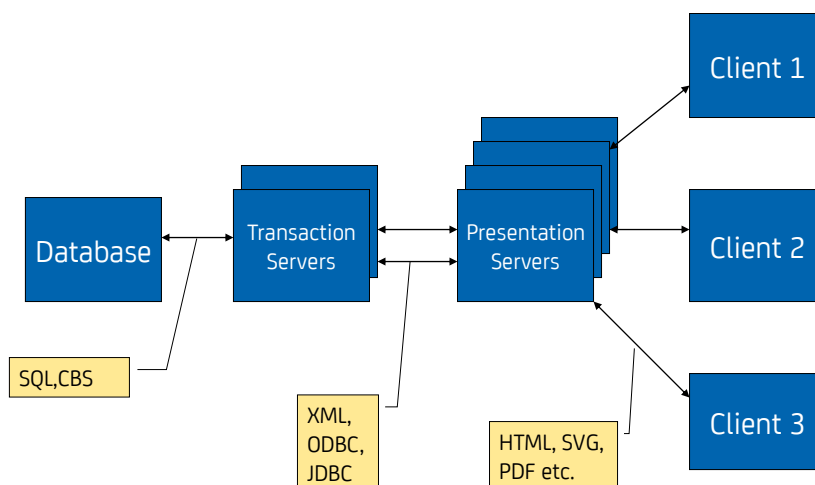 Client 1
Database
Transaction
Servers
Presentation
Servers
Client 2
SQL,CBS
XML,
ODBC,
JDBC
HTML, SVG,
PDF etc.
Client 3